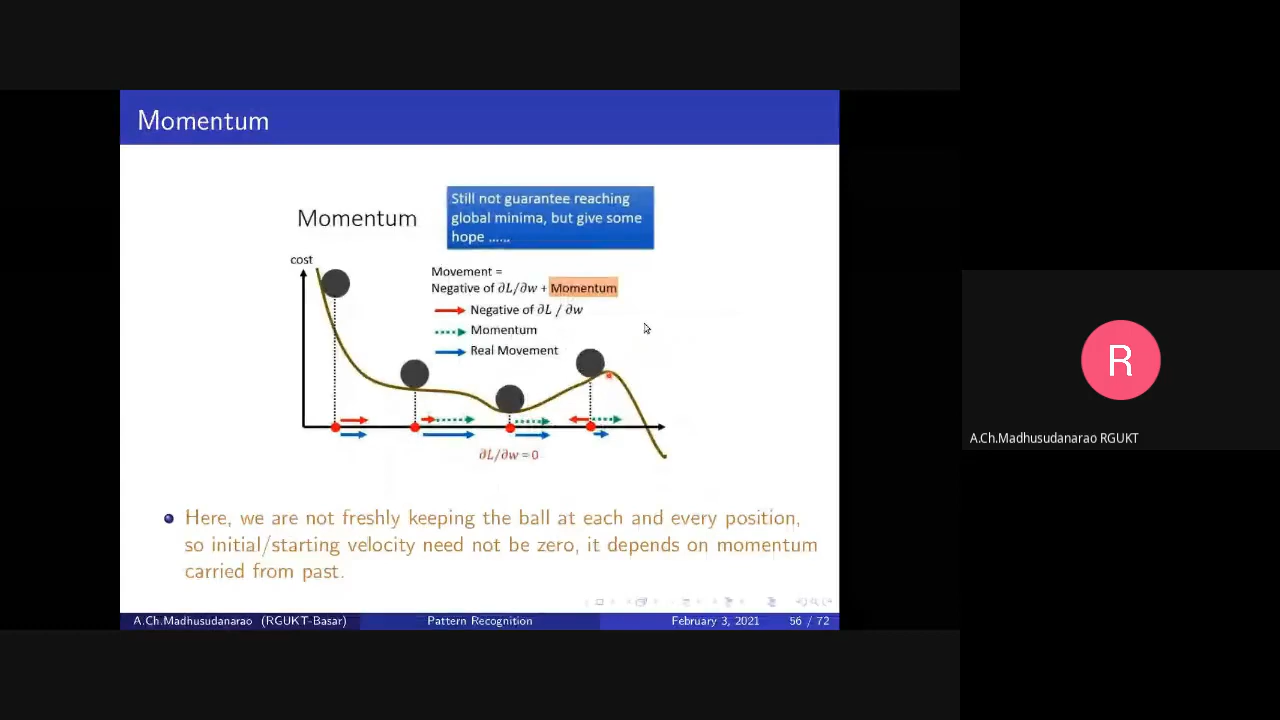 Momentum
Momentum
Still not guarantee reaching
global minima, but give some
hope ......
cost
Movement =
Negative of ∂L/∂w + Momentum
Negative of ∂L / ∂w
Momentum
Real Movement
∂L/∂w = 0
Here, we are not freshly keeping the ball at each and every position,
so initial/starting velocity need not be zero, it depends on momentum
carried from past.
A.Ch.Madhusudanarao (RGUKT-Basar)
Pattern Recognition
February 3, 2021
56 / 72
R
A.Ch.Madhusudanarao RGUKT